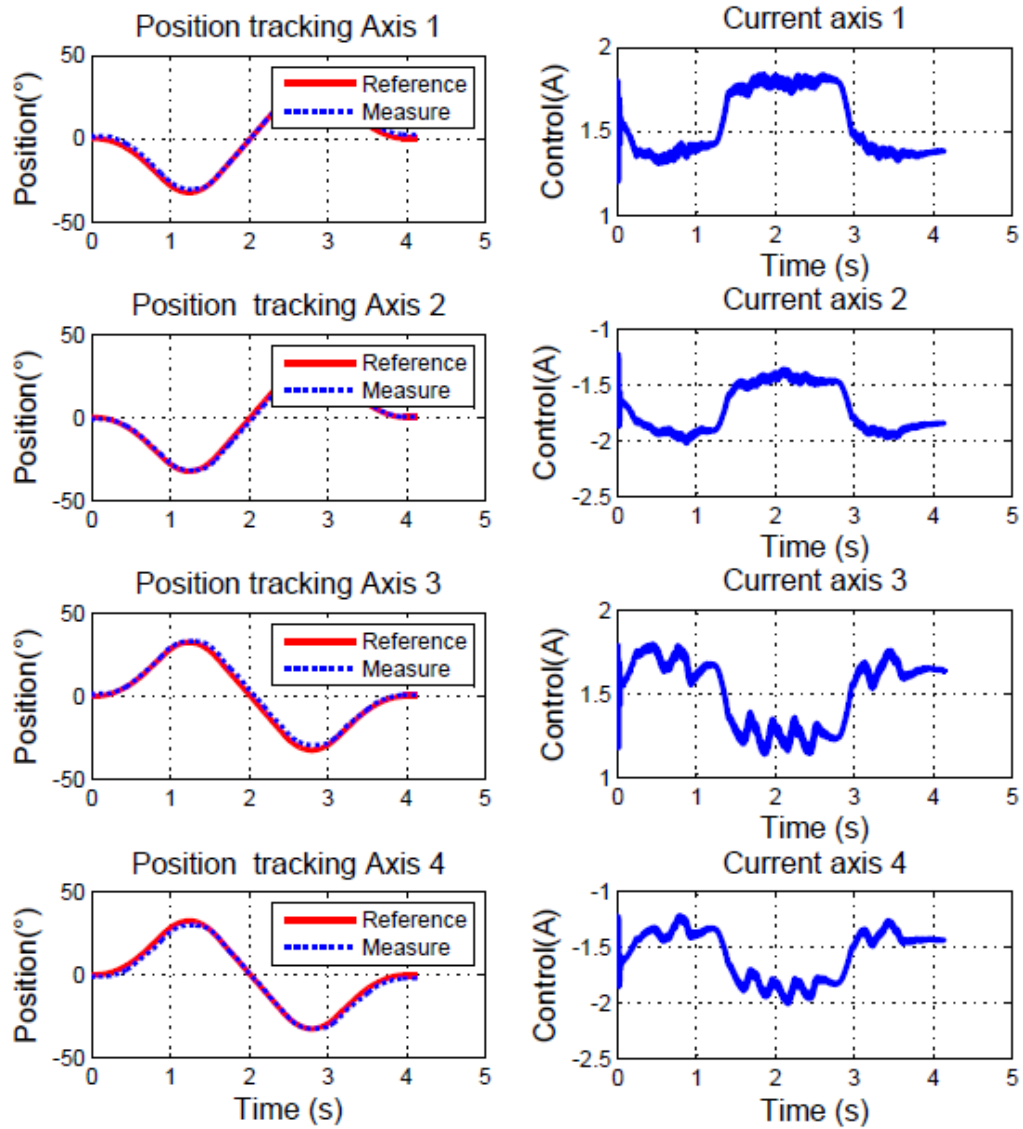 Position tracking Axis 1
Position(°)
50
0
-50
Reference
Measure
0 1 2 3 4 5
Current axis 1
Control(A)
2
1.5
1
0 1 2 3 4 5
Time (s)
Position tracking Axis 2
Position(°)
50
0
-50
Reference
Measure
0 1 2 3 4 5
Current axis 2
Control(A)
-1
-1.5
-2
-2.5
0 1 2 3 4 5
Time (s)
Position tracking Axis 3
Position(°)
50
0
-50
Reference
Measure
0 1 2 3 4 5
Current axis 3
Control(A)
2
1.5
1
0 1 2 3 4 5
Time (s)
Position tracking Axis 4
Position(°)
50
0
-50
Reference
Measure
0 1 2 3 4 5
Time (s)
Current axis 4
Control(A)
-1
-1.5
-2
-2.5
0 1 2 3 4 5
Time (s)